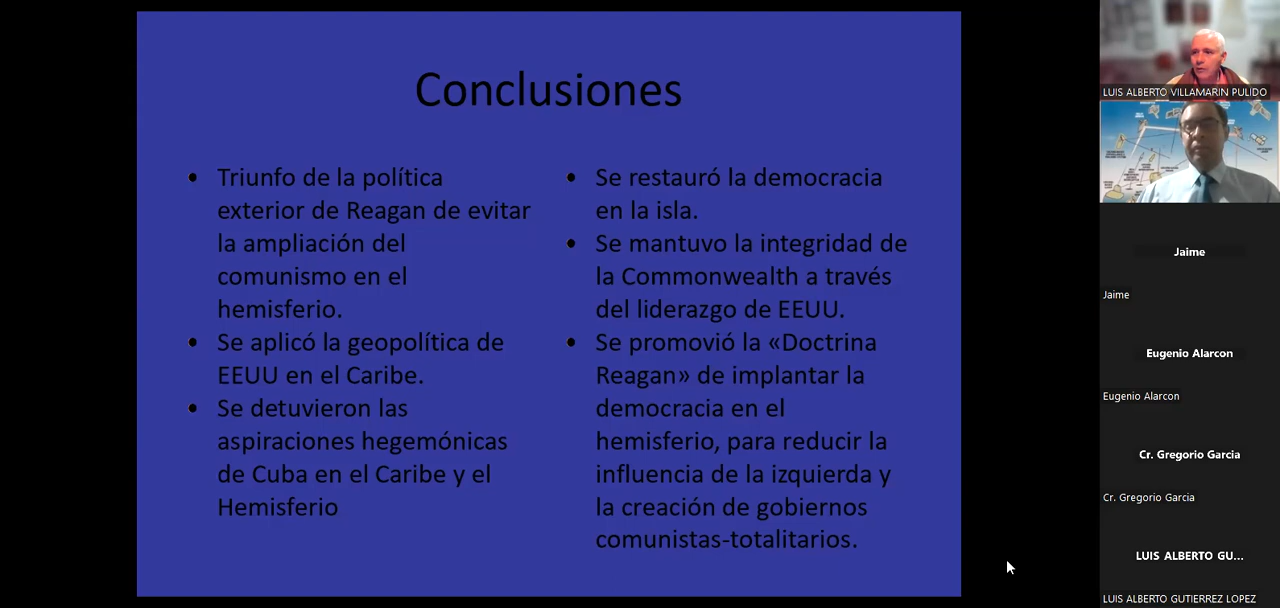 Conclusiones
• Triunfo de la política
exterior de Reagan de evitar
la ampliación del
comunismo en el
hemisferio.
• Se aplicó la geopolítica de
EEUU en el Caribe.
• Se detuvieron las
aspiraciones hegemónicas
de Cuba en el Caribe y el
Hemisferio
• Se restauró la democracia
en la isla.
• Se mantuvo la integridad de
la Commonwealth a través
del liderazgo de EEUU.
• Se promovió la «Doctrina
Reagan» de implantar la
democracia en el
hemisferio, para reducir la
influencia de la izquierda y
la creación de gobiernos
comunistas-totalitarios.
LUIS ALBERTO VILLAMARIN PULIDO
Jaime
Jaime
Eugenio Alarcon
Eugenio Alarcon
Cr. Gregorio Garcia
Cr. Gregorio Garcia
LUIS ALBERTO GU...
LUIS ALBERTO GUTIERREZ LOPEZ